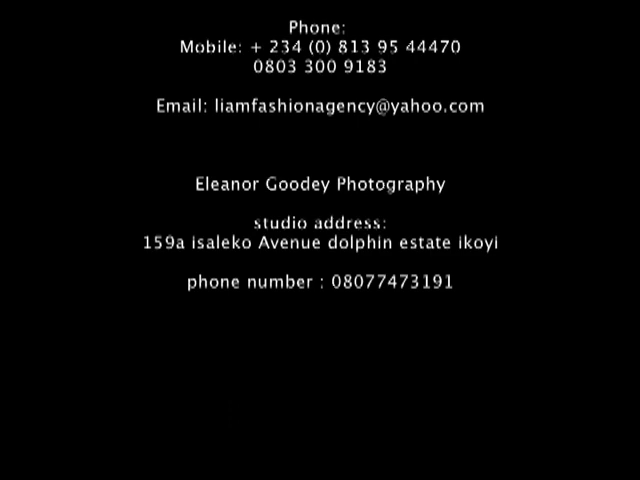 Phone:
Mobile: + 234 (0) 813 95 44470
0803 300 9183
Email: liamfashionagency@yahoo.com
Eleanor Goodey Photography
studio address:
159a isaleko Avenue dolphin estate ikoyi
phone number : 08077473191